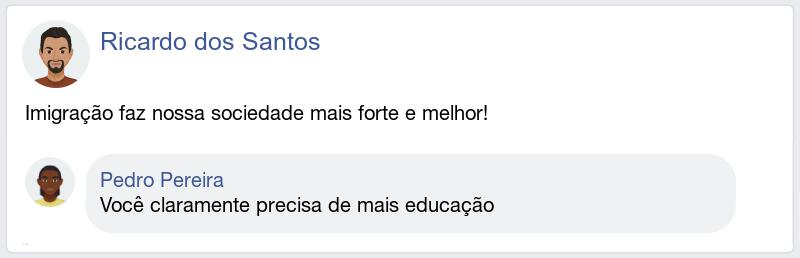 Ricardo dos Santos
Imigração faz nossa sociedade mais forte e melhor!
Pedro Pereira
Você claramente precisa de mais educação